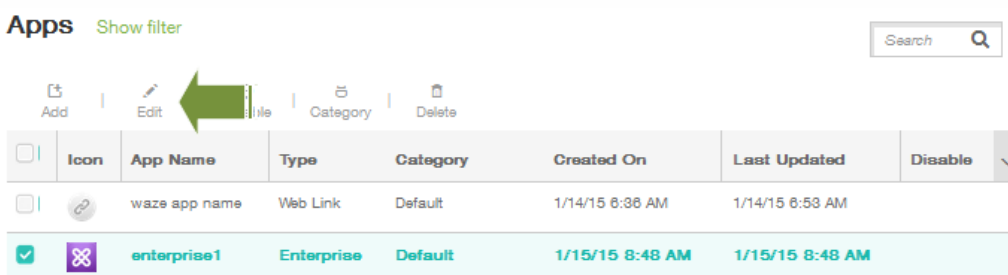 Apps Show filter
Search
Add Edit Category Delete
Icon App Name Type Category Created On Last Updated Disable
waze app name Web Link Default 1/14/15 6:36 AM 1/14/15 6:53 AM
enterprise1 Enterprise Default 1/15/15 8:48 AM 1/15/15 8:48 AM